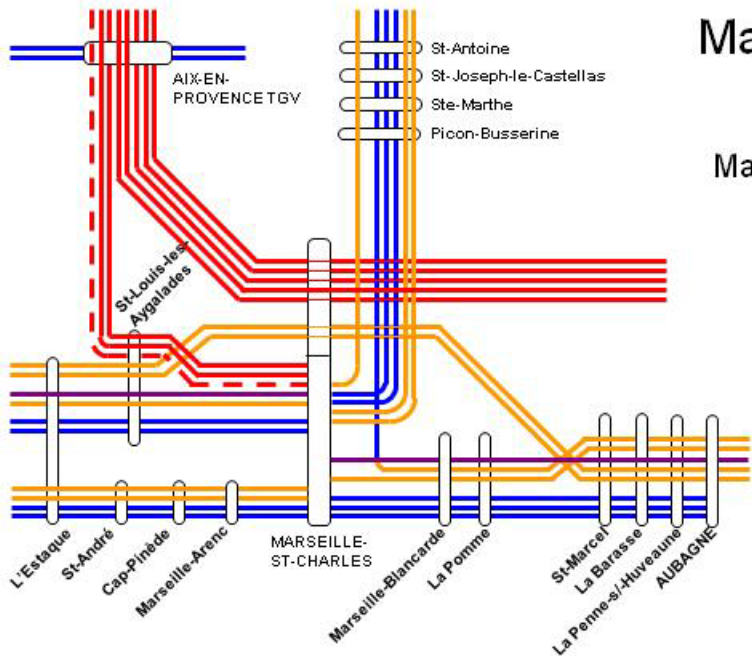 Ma
St-Antoine
St-Joseph-le-Castellas
AIX-EN-
PROVENCE TGV
Ste-Marthe
Picon-Busserine
Ma
St-Louis-les-
Aygalades
MARSEILLE-
ST-CHARLES
L'Estaque
St-André
Cap-Pinède
Marseille-Arenc
Marseille-Blancarde
La Pomme
St-Marcel
La Barasse
La Penne-s/-Huveaune
AUBAGNE